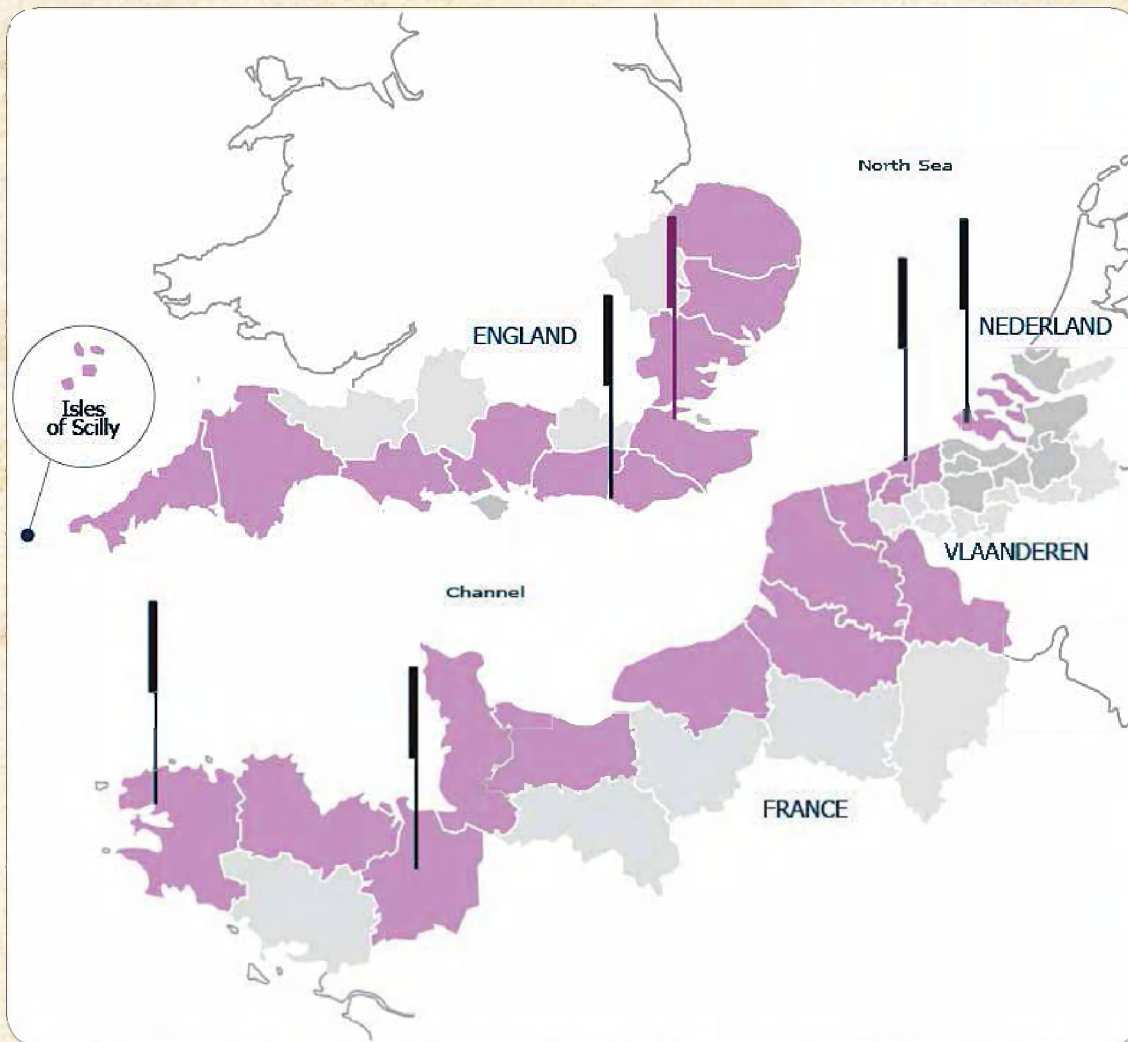 North Sea
ENGLAND
NEDERLAND
Isles
of Scilly
VLAANDEREN
Channel
FRANCE